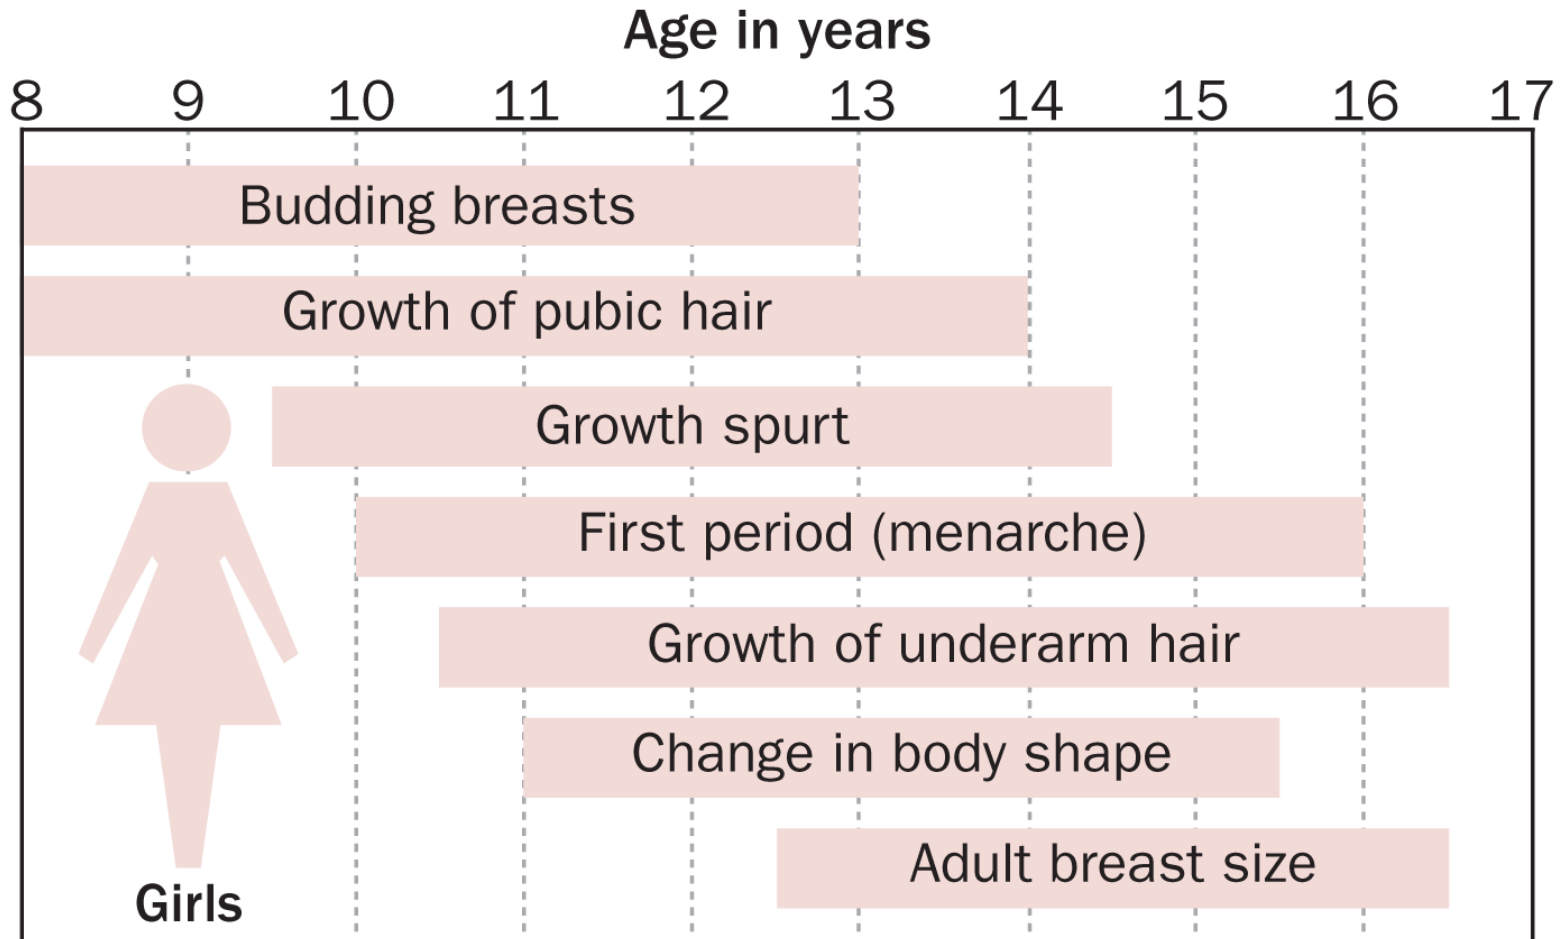 Age in years
8 9 10 11 12 13 14 15 16 17
Budding breasts
Growth of pubic hair
Growth spurt
First period (menarche)
Growth of underarm hair
Change in body shape
Adult breast size
Girls